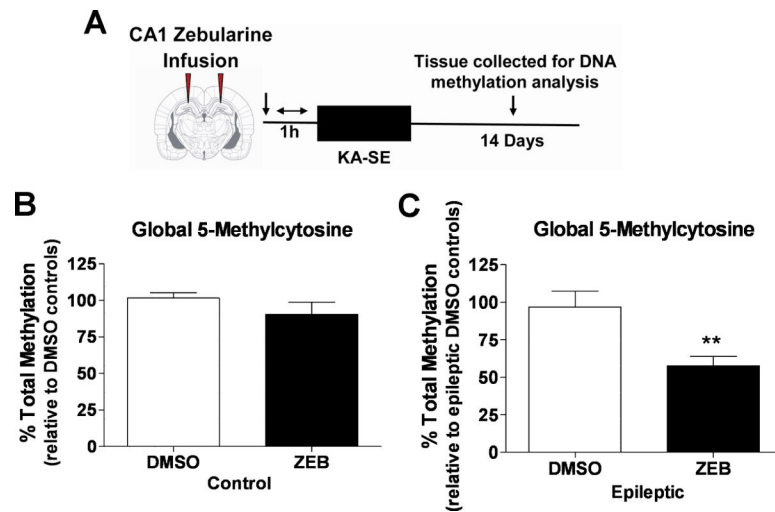 A
CA1 Zebularine
Infusion
Tissue collected for DNA
methylation analysis
1h
KA-SE
14 Days
B
Global 5-Methylcytosine
% Total Methylation
(relative to DMSO controls)
125
100
75
50
25
0
DMSO
ZEB
Control
C
Global 5-Methylcytosine
% Total Methylation
(relative to epileptic DMSO controls)
125
100
75
50
25
0
**
DMSO
ZEB
Epileptic